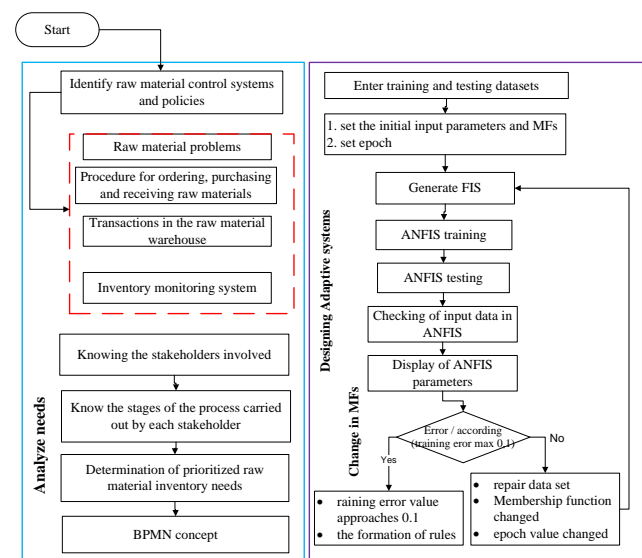 Start
Identify raw material control systems
and policies
Raw material problems
Procedure for ordering, purchasing
and receiving raw materials
Transactions in the raw material
warehouse
Inventory monitoring system
Knowing the stakeholders involved
Know the stages of the process carried
out by each stakeholder
Determination of prioritized raw
material inventory needs
BPMN concept
Analyze needs
Enter training and testing datasets
1. set the initial input parameters and MFs
2. set epoch
Generate FIS
ANFIS training
ANFIS testing
Checking of input data in
ANFIS
Display of ANFIS
parameters
Error / according
(training eror max 0,1)
Yes
No
• raining error value
approaches 0.1
• the formation of rules
• repair data set
• Membership function
changed
• epoch value changed
Designing Adaptive systems
Change in MFs